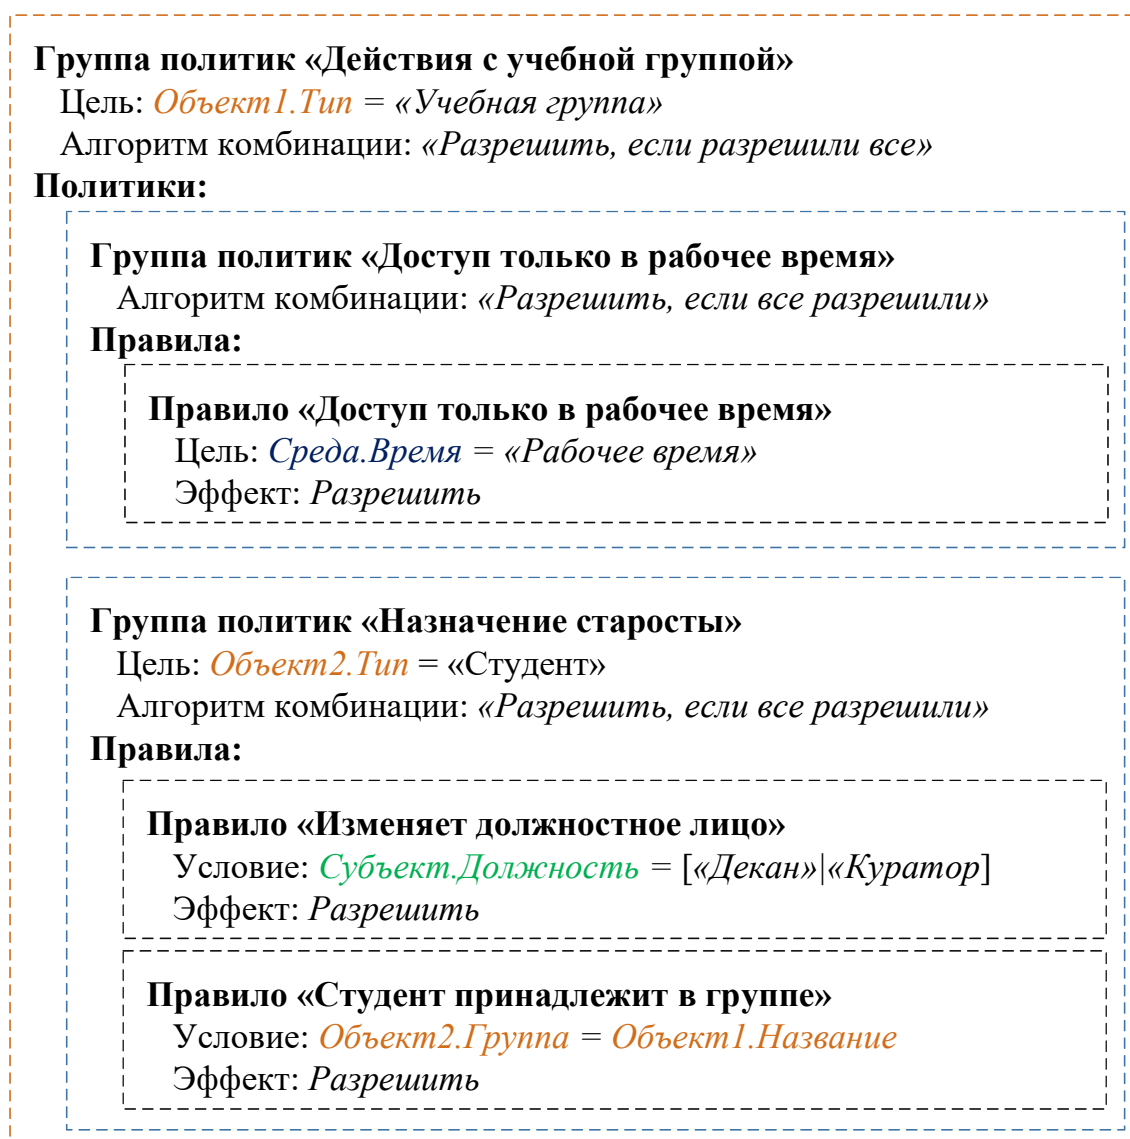 Группа политик «Действия с учебной группой»
Цель: Объект1.Тип = «Учебная группа»
Алгоритм комбинации: «Разрешить, если разрешили все»
Политики:
Группа политик «Доступ только в рабочее время»
Алгоритм комбинации: «Разрешить, если все разрешили»
Правила:
Правило «Доступ только в рабочее время»
Цель: Среда.Время = «Рабочее время»
Эффект: Разрешить
Группа политик «Назначение старосты»
Цель: Объект2.Тип = «Студент»
Алгоритм комбинации: «Разрешить, если все разрешили»
Правила:
Правило «Изменяет должностное лицо»
Условие: Субъект.Должность = [«Декан»|«Куратор]
Эффект: Разрешить
Правило «Студент принадлежит в группе»
Условие: Объект2.Группа = Объект1.Название
Эффект: Разрешить